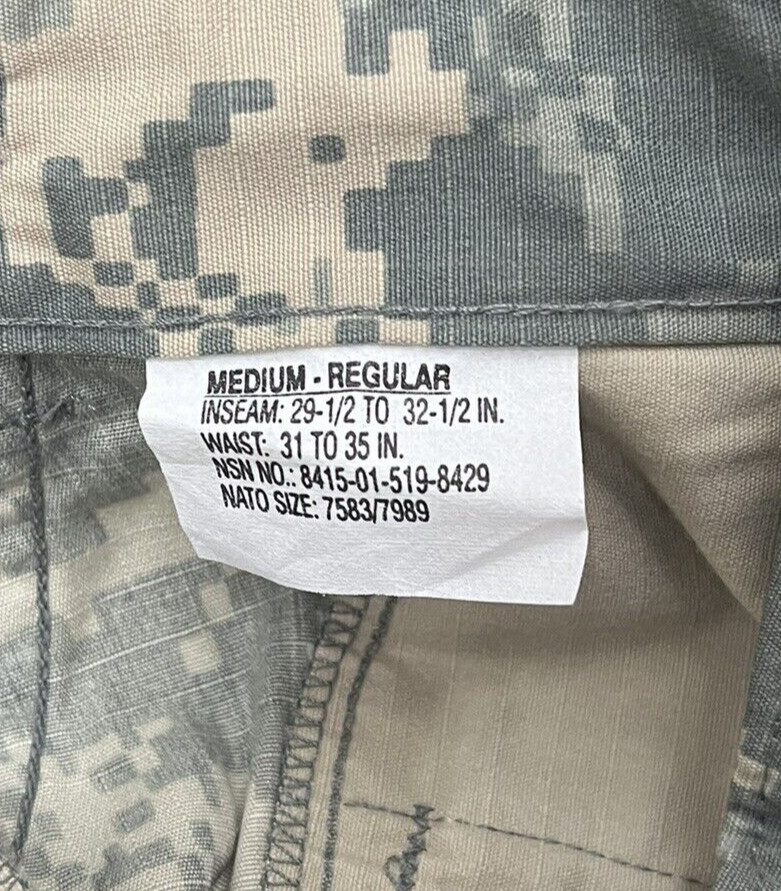 MEDIUM - REGULAR
INSEAM: 29-1/2 TO 32-1/2 IN.
WAIST: 31 TO 35 IN.
NSN NO.: 8415-01-519-8429
NATO SIZE: 7583/7989